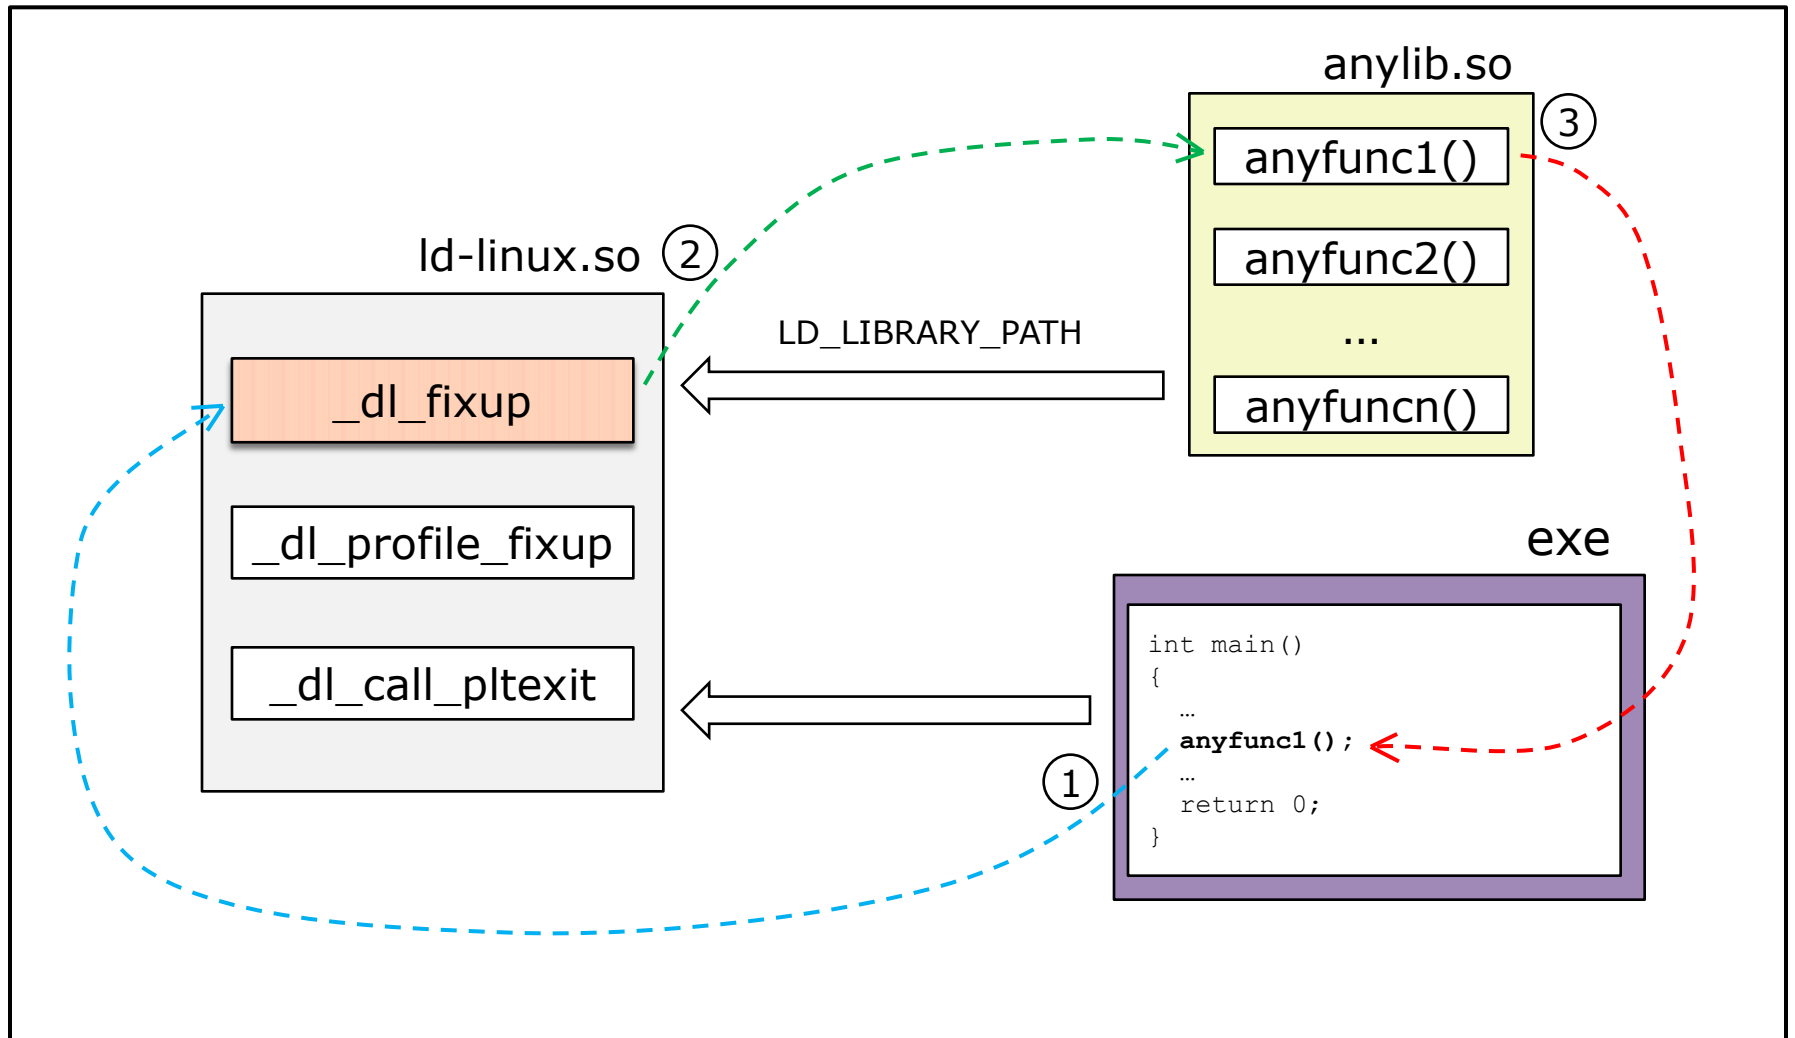 anylib.so
3
anyfunc1()
anyfunc2()
...
anyfuncn()
ld-linux.so
2
LD_LIBRARY_PATH
_dl_fixup
_dl_profile_fixup
_dl_call_pltexit
exe
int main()
{
…
anyfunc1();
…
return 0;
}
1